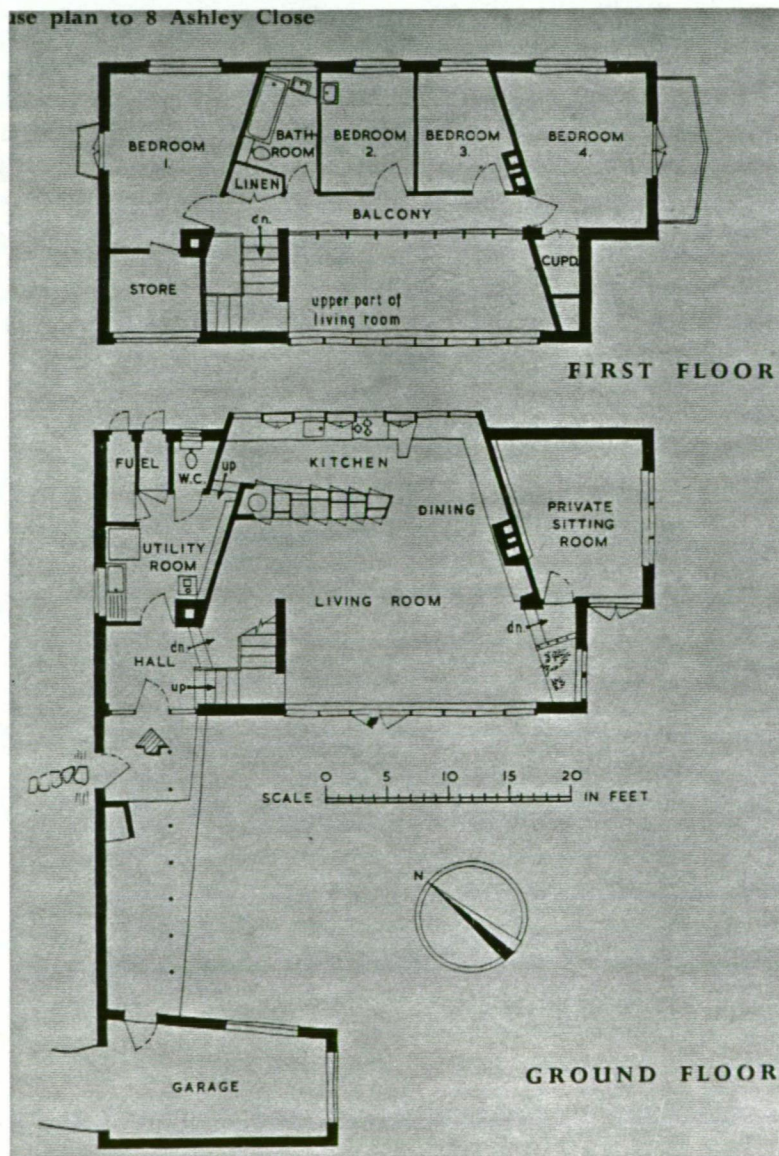 use plan to 8 Ashley Close
BEDROOM
1.
BATH
ROOM
BEDROOM
2.
BEDROOM
3.
BEDROOM
4.
LINEN
BALCONY
dn.
CUPD.
STORE
upper part of
living room
FIRST FLOOR
FUEL
W.C.
up
KITCHEN
DINING
PRIVATE
SITTING
ROOM
UTILITY
ROOM
LIVING ROOM
dn.
dn
HALL
up
0 5 10 15 20
SCALE IN FEET
N
GARAGE
GROUND FLOOR